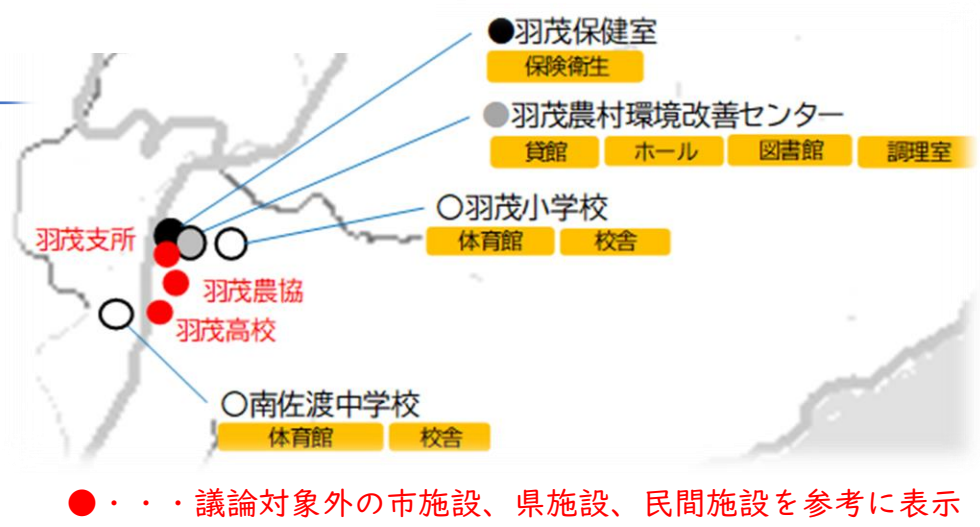 ●羽茂保健室
保険衛生
●羽茂農村環境改善センター
貸館 ホール 図書館 調理室
〇羽茂小学校
体育館 校舎
羽茂支所
羽茂農協
羽茂高校
〇南佐渡中学校
体育館 校舎
●・・・議論対象外の市施設、県施設、民間施設を参考に表示